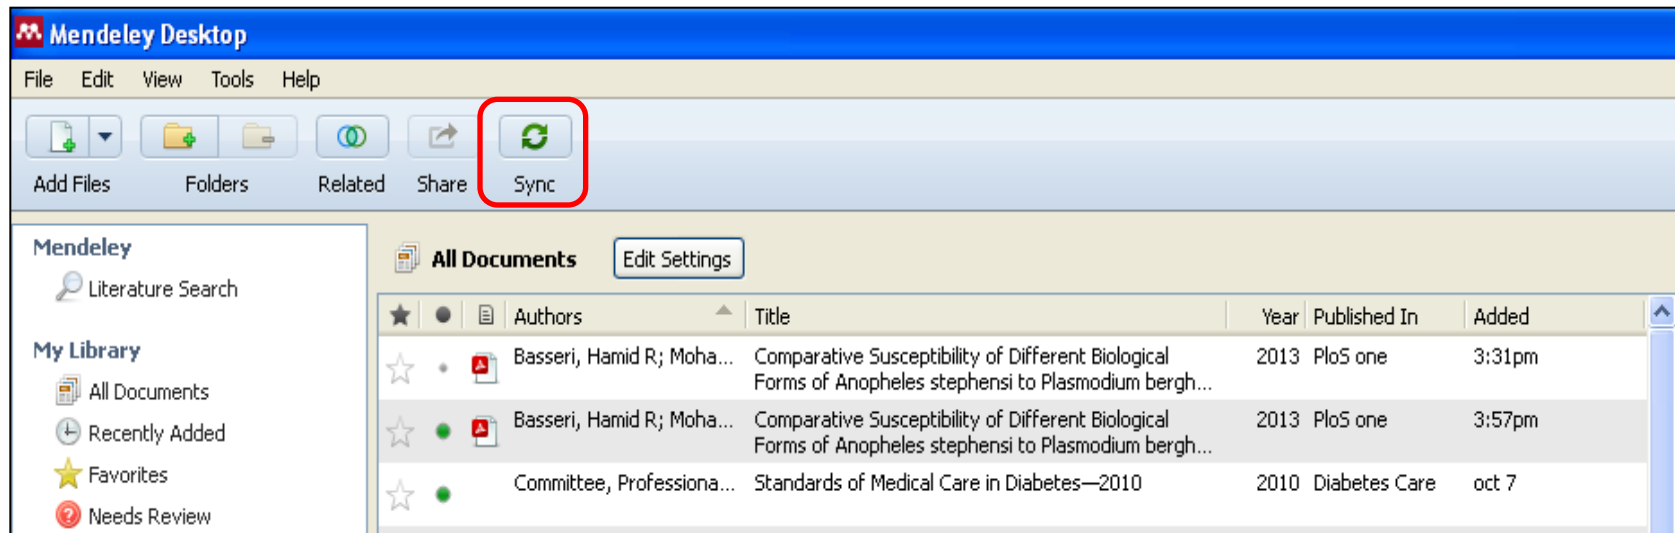 Mendeley Desktop
File Edit View Tools Help
Add Files Folders Related Share Sync
Mendeley
Literature Search
My Library
All Documents
Recently Added
Favorites
Needs Review
All Documents Edit Settings
Authors Title Year Published In Added
Basseri, Hamid R; Moha... Comparative Susceptibility of Different Biological 2013 PloS one 3:31pm
Forms of Anopheles stephensi to Plasmodium bergh...
Basseri, Hamid R; Moha... Comparative Susceptibility of Different Biological 2013 PloS one 3:57pm
Forms of Anopheles stephensi to Plasmodium bergh...
Committee, Professiona... Standards of Medical Care in Diabetes—2010 2010 Diabetes Care oct 7